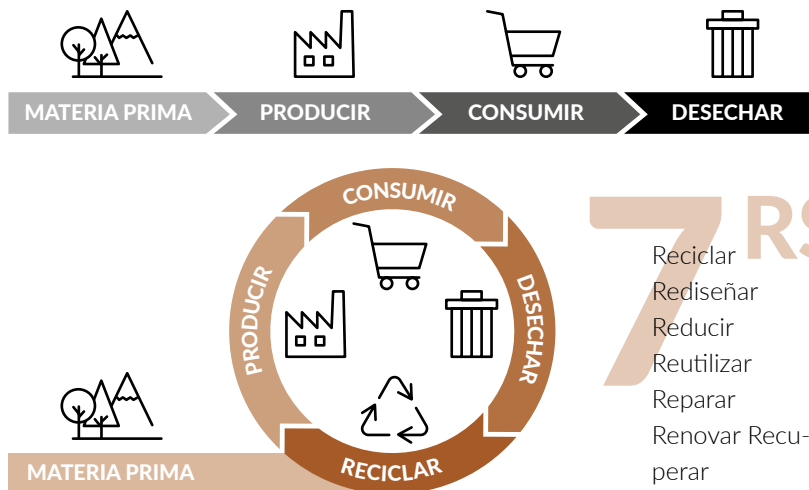 MATERIA PRIMA
PRODUCIR
CONSUMIR
DESECHAR
CONSUMIR
PRODUCIR
DESECHAR
RECICLAR
MATERIA PRIMA
7 RS
Reciclar
Rediseñar
Reducir
Reutilizar
Reparar
Renovar Recu-
perar